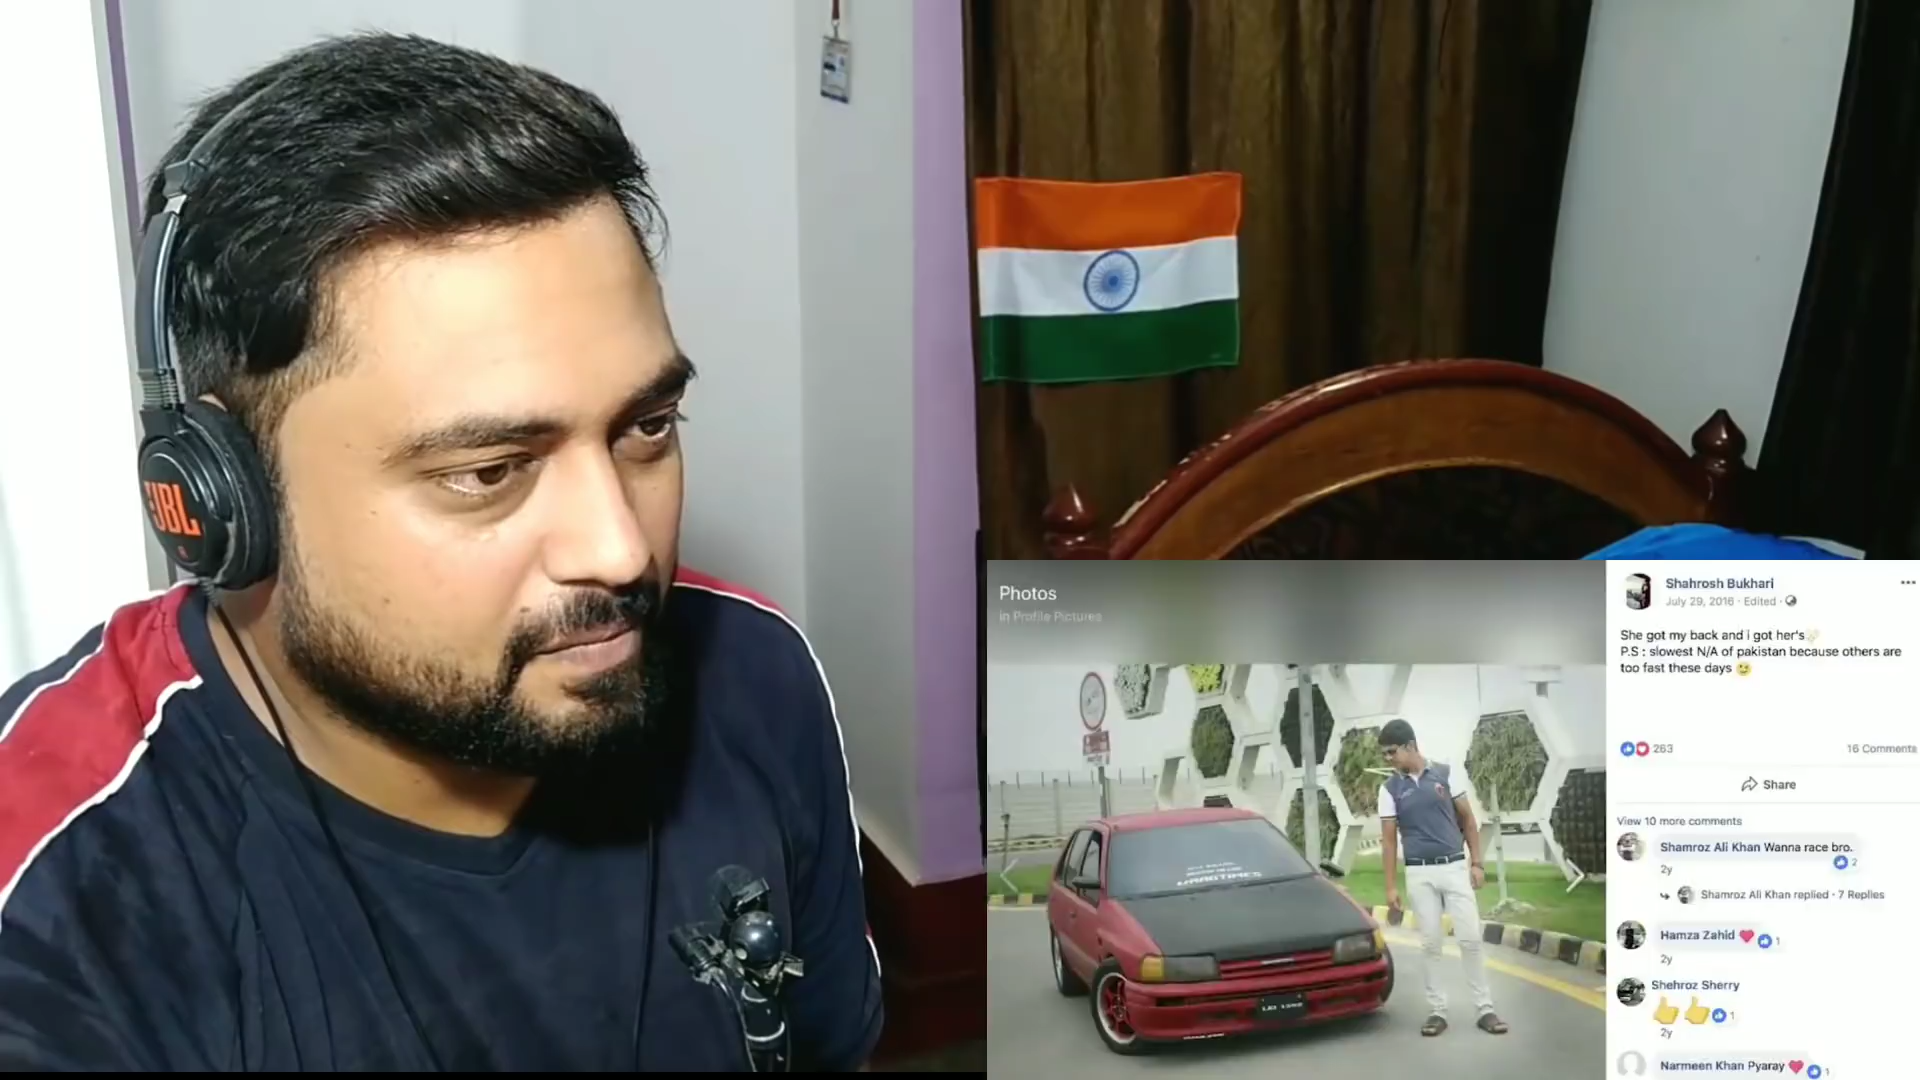 JBL
Photos
in Profile Pictures
Shahrosh Bukhari
July 29, 2016 · Edited ·
She got my back and i got her's
P.S : slowest N/A of pakistan because others are
too fast these days
263
16 Comments
Share
View 10 more comments
Shamroz Ali Khan Wanna race bro.
2
2y
Shamroz Ali Khan replied · 7 Replies
Hamza Zahid
1
2y
Shehroz Sherry
1
2y
Narmeen Khan Pyaray
1